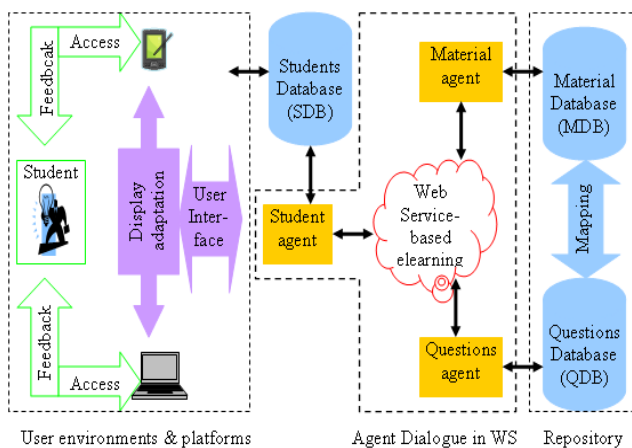 Access
Feedbcak
Student
Display
adaptation
User
Inter-
face
Feedback
Access
Students
Database
(SDB)
Student
agent
Material
agent
Web
Service-
based
elearning
Questions
agent
Material
Database
(MDB)
Mapping
Questions
Database
(QDB)
User environments & platforms
Agent Dialogue in WS
Repository